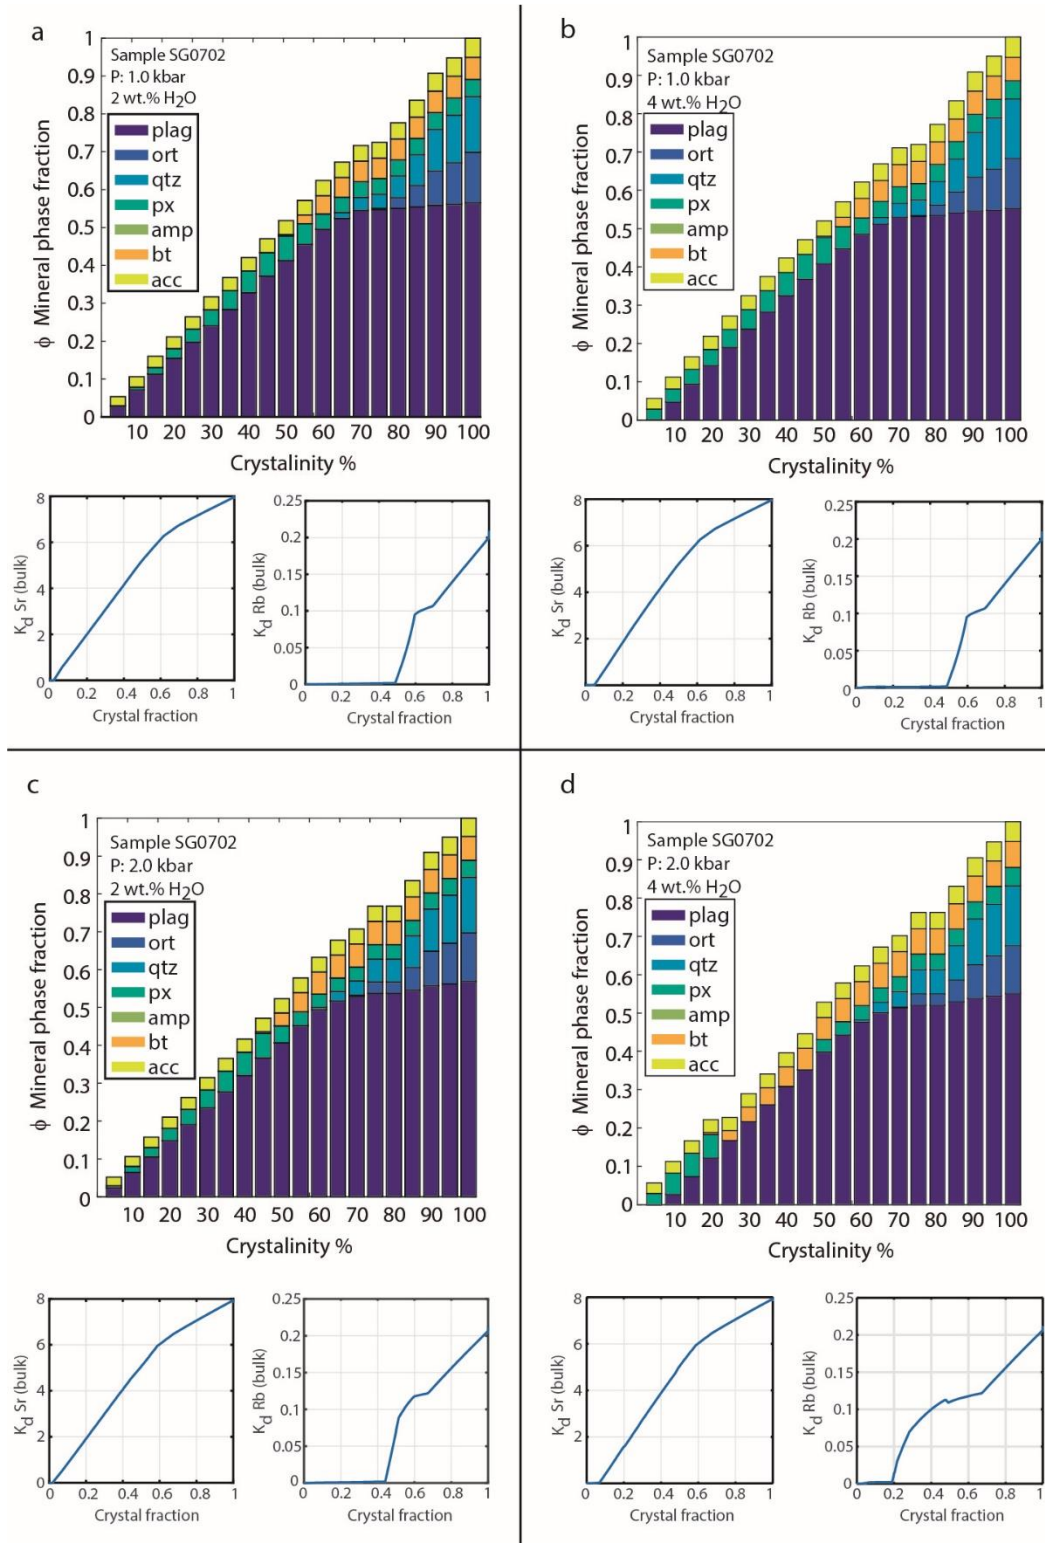 a
Sample SG0702
P: 1.0 kbar
2 wt.% H₂O
plag
ort
qtz
px
amp
bt
acc
ϕ Mineral phase fraction
1
0.9
0.8
0.7
0.6
0.5
0.4
0.3
0.2
0.1
0
10 20 30 40 50 60 70 80 90 100
Crystalinity %
K_d Sr (bulk)
8
6
4
2
0
0.2 0.4 0.6 0.8 1
Crystal fraction
K_d Rb (bulk)
0.25
0.2
0.15
0.1
0.05
0
0 0.2 0.4 0.6 0.8 1
Crystal fraction
b
Sample SG0702
P: 1.0 kbar
4 wt.% H₂O
plag
ort
qtz
px
amp
bt
acc
ϕ Mineral phase fraction
1
0.9
0.8
0.7
0.6
0.5
0.4
0.3
0.2
0.1
0
10 20 30 40 50 60 70 80 90 100
Crystalinity %
K_d Sr (bulk)
8
6
4
2
0 0.2 0.4 0.6 0.8 1
Crystal fraction
K_d Rb (bulk)
0.25
0.2
0.15
0.1
0.05
0
0 0.2 0.4 0.6 0.8 1
Crystal fraction
c
Sample SG0702
P: 2.0 kbar
2 wt.% H₂O
plag
ort
qtz
px
amp
bt
acc
ϕ Mineral phase fraction
1
0.9
0.8
0.7
0.6
0.5
0.4
0.3
0.2
0.1
0
10 20 30 40 50 60 70 80 90 100
Crystalinity %
K_d Sr (bulk)
8
6
4
2
0
0.2 0.4 0.6 0.8 1
Crystal fraction
K_d Rb (bulk)
0.25
0.2
0.15
0.1
0.05
0
0 0.2 0.4 0.6 0.8 1
Crystal fraction
d
Sample SG0702
P: 2.0 kbar
4 wt.% H₂O
plag
ort
qtz
px
amp
bt
acc
ϕ Mineral phase fraction
1
0.9
0.8
0.7
0.6
0.5
0.4
0.3
0.2
0.1
0
10 20 30 40 50 60 70 80 90 100
Crystalinity %
K_d Sr (bulk)
8
6
4
2
0 0.2 0.4 0.6 0.8 1
Crystal fraction
K_d Rb (bulk)
0.25
0.2
0.15
0.1
0.05
0
0 0.2 0.4 0.6 0.8 1
Crystal fraction